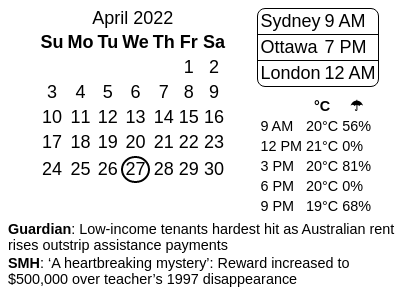 April 2022
Su Mo Tu We Th Fr Sa
1 2
3 4 5 6 7 8 9
10 11 12 13 14 15 16
17 18 19 20 21 22 23
24 25 26 27 28 29 30
Sydney 9 AM
Ottawa 7 PM
London 12 AM
°C ☂
9 AM 20°C 56%
12 PM 21°C 0%
3 PM 20°C 81%
6 PM 20°C 0%
9 PM 19°C 68%
Guardian: Low-income tenants hardest hit as Australian rent
rises outstrip assistance payments
SMH: ‘A heartbreaking mystery’: Reward increased to
$500,000 over teacher’s 1997 disappearance